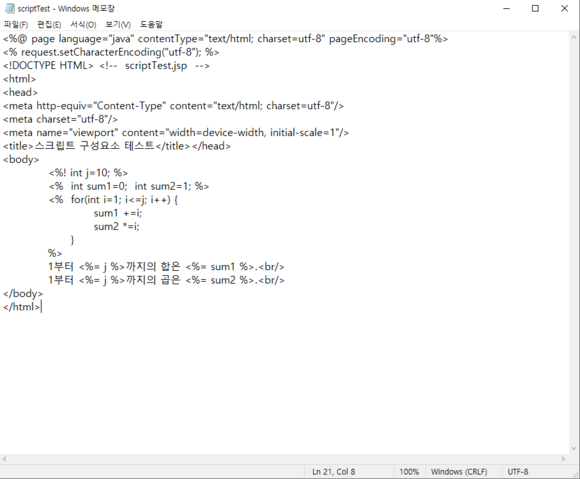 scriptTest - Windows 메모장
파일(F) 편집(E) 서식(O) 보기(V) 도움말
<%@ page language="java" contentType="text/html; charset=utf-8" pageEncoding="utf-8"%>
<% request.setCharacterEncoding("utf-8"); %>
<!DOCTYPE HTML> <!-- scriptTest.jsp -->
<html>
<head>
<meta http-equiv="Content-Type" content="text/html; charset=utf-8"/>
<meta charset="utf-8"/>
<meta name="viewport" content="width=device-width, initial-scale=1"/>
<title>스크립트 구성요소 테스트</title></head>
<body>
<%! int j=10; %>
<% int sum1=0; int sum2=1; %>
<% for(int i=1; i<=j; i++) {
sum1 +=i;
sum2 *=i;
}
%>
1부터 <%= j %>까지의 합은 <%= sum1 %>.<br/>
1부터 <%= j %>까지의 곱은 <%= sum2 %>.<br/>
</body>
</html>
Ln 21, Col 8 100% Windows (CRLF) UTF-8